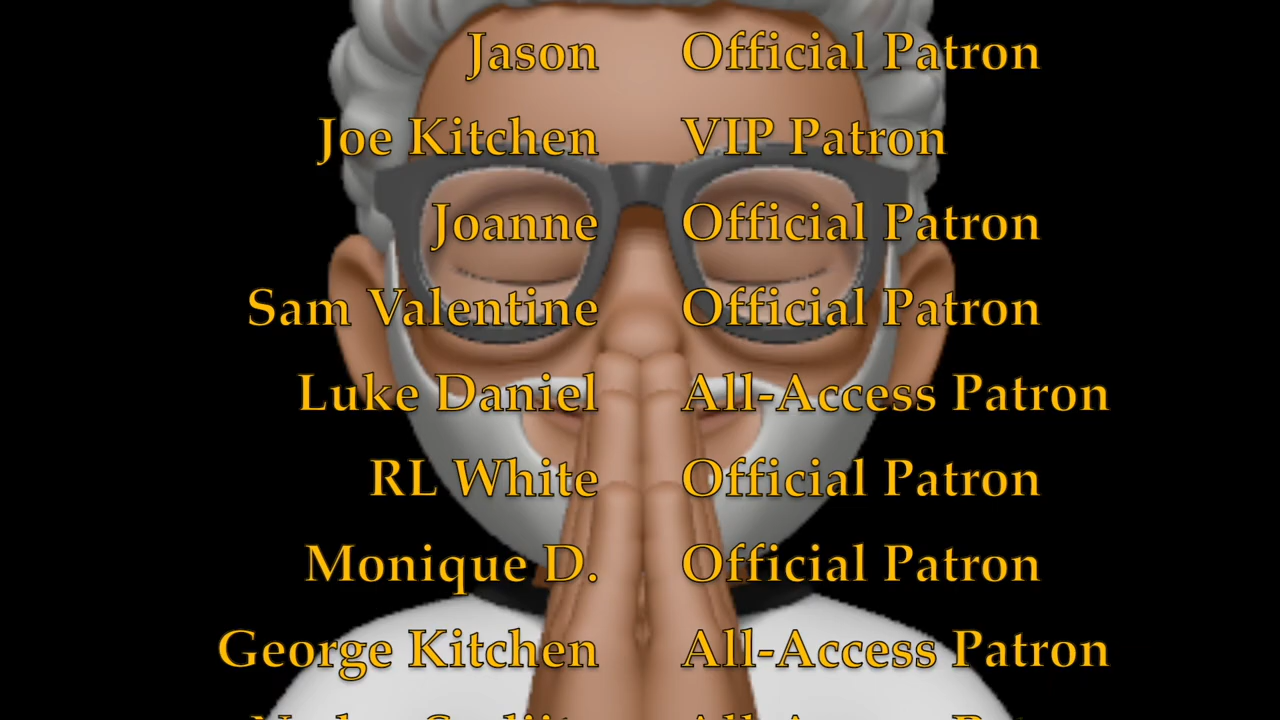 Jason Official Patron
Joe Kitchen VIP Patron
Joanne Official Patron
Sam Valentine Official Patron
Luke Daniel All-Access Patron
RL White Official Patron
Monique D. Official Patron
George Kitchen All-Access Patron